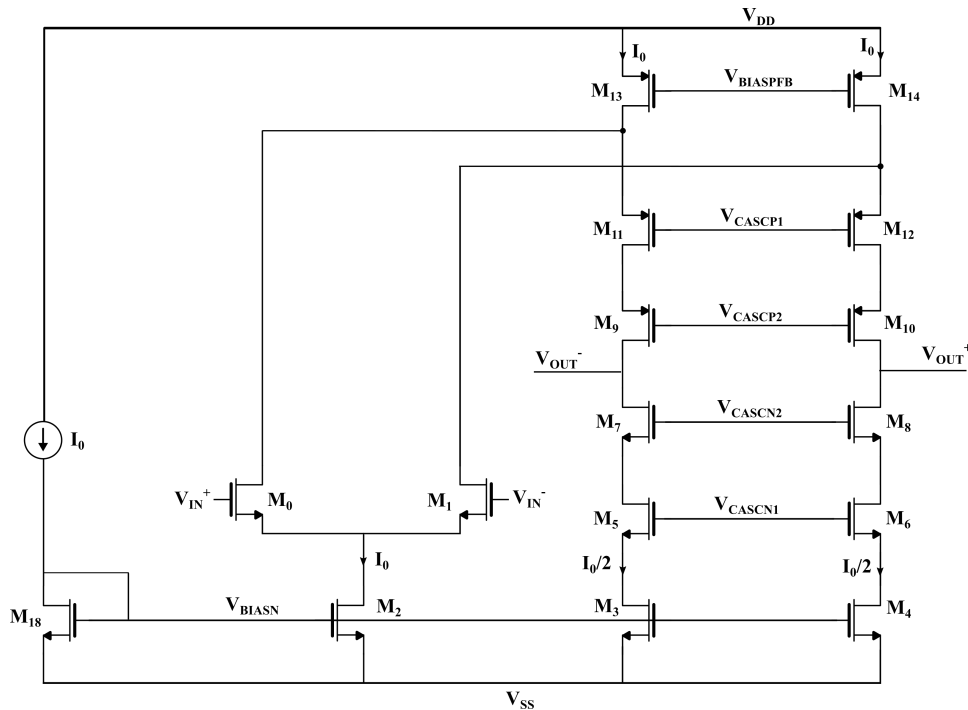 V_DD
I_0
I_0
M_13
V_BIASPFB
M_14
M_11
V_CASCP1
M_12
M_9
V_CASCP2
M_10
V_OUT^-
V_OUT^+
M_7
V_CASCN2
M_8
I_0
V_IN^+
M_0
M_1
V_IN^-
M_5
V_CASCN1
M_6
I_0
I_0/2
I_0/2
M_18
V_BIASN
M_2
M_3
M_4
V_SS